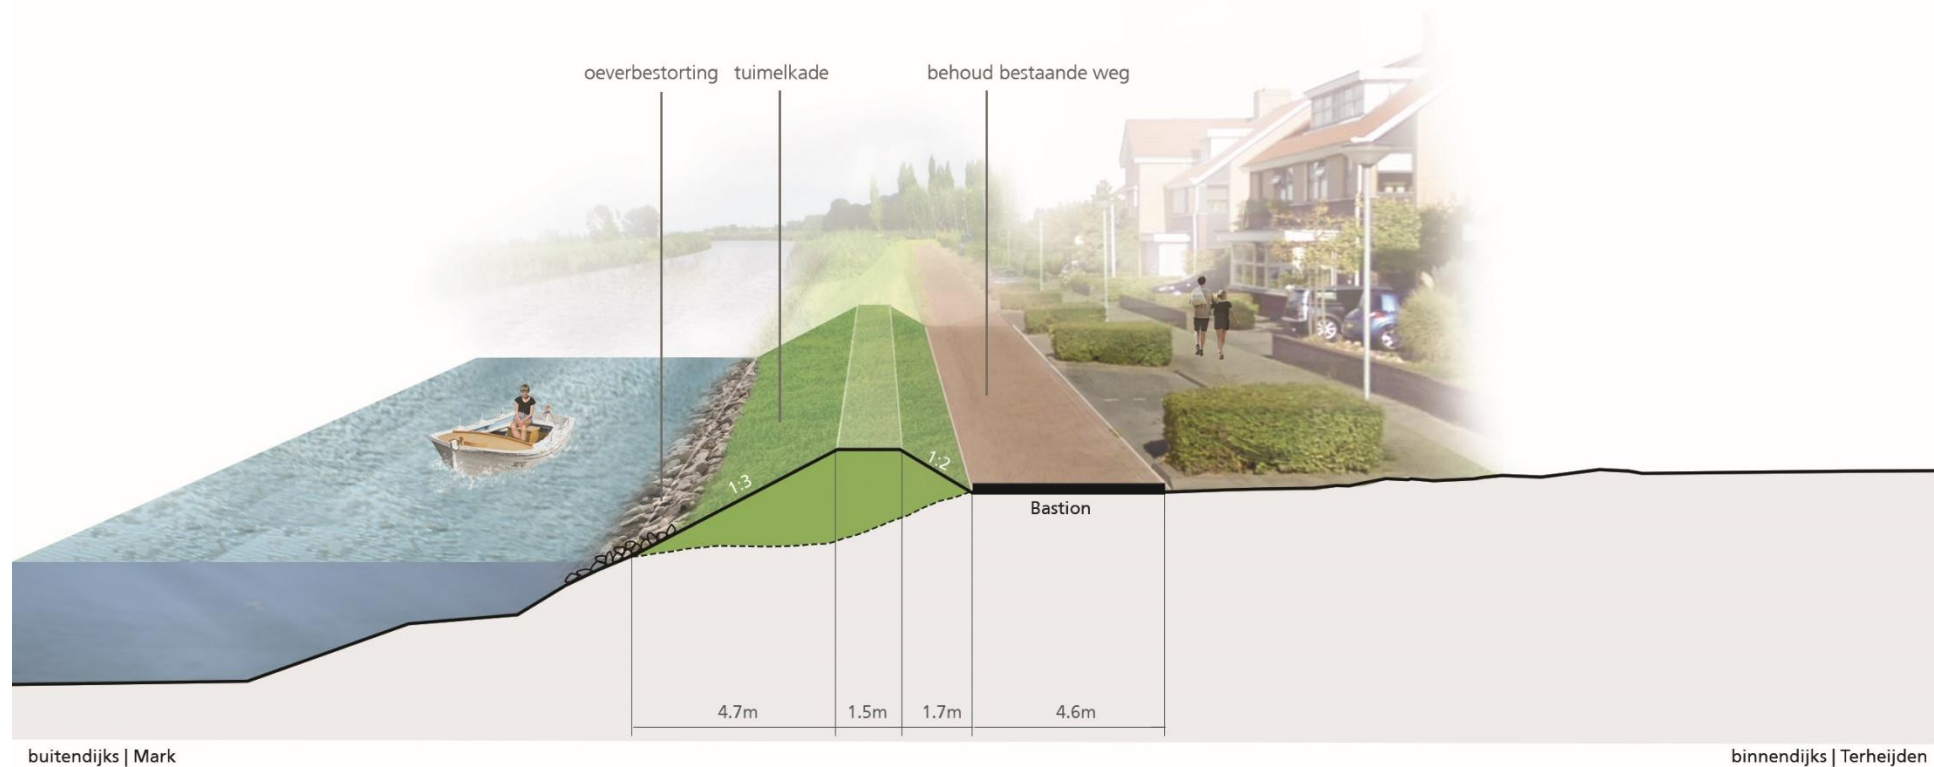 oeverbestorting
tuimelkade
behoud bestaande weg
1:3
1:2
Bastion
4.7m
1.5m
1.7m
4.6m
buitendijks | Mark
binnendijks | Terheijden